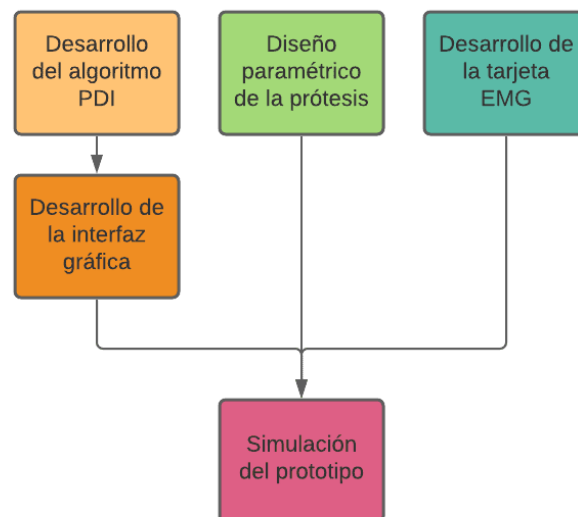 Desarrollo
del algoritmo
PDI
Diseño
paramétrico
de la prótesis
Desarrollo de
la tarjeta
EMG
Desarrollo de
la interfaz
gráfica
Simulación
del prototipo